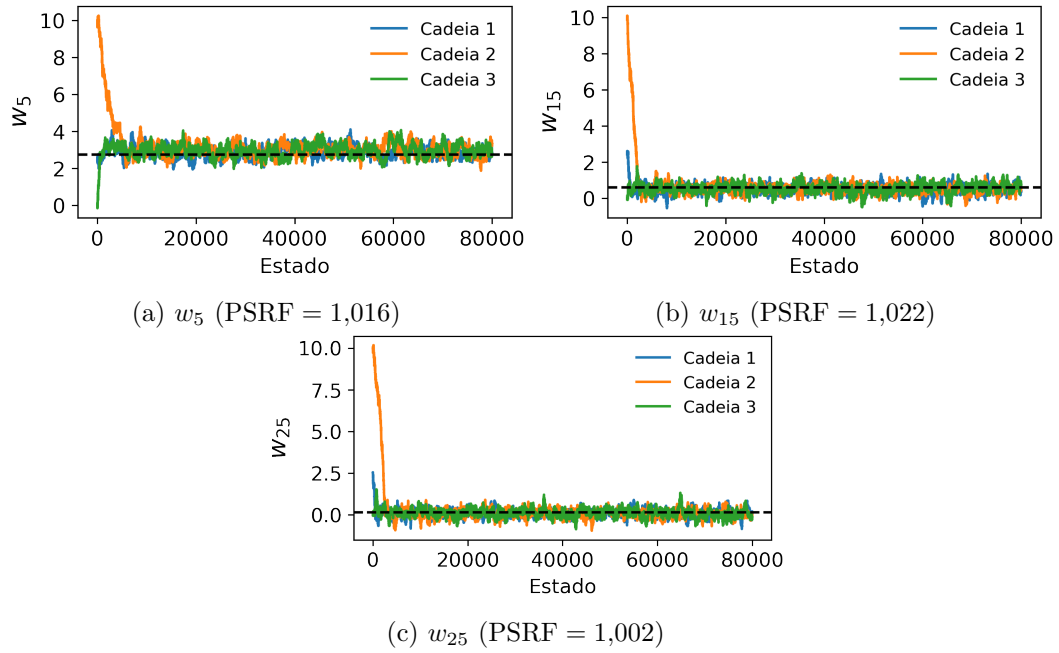 10
8
6
4
2
0
w5
Cadeia 1
Cadeia 2
Cadeia 3
0 20000 40000 60000 80000
Estado
(a) w5 (PSRF = 1,016)
10
8
6
4
2
0
w15
Cadeia 1
Cadeia 2
Cadeia 3
0 20000 40000 60000 80000
Estado
(b) w15 (PSRF = 1,022)
10.0
7.5
5.0
2.5
0.0
w25
Cadeia 1
Cadeia 2
Cadeia 3
0 20000 40000 60000 80000
Estado
(c) w25 (PSRF = 1,002)